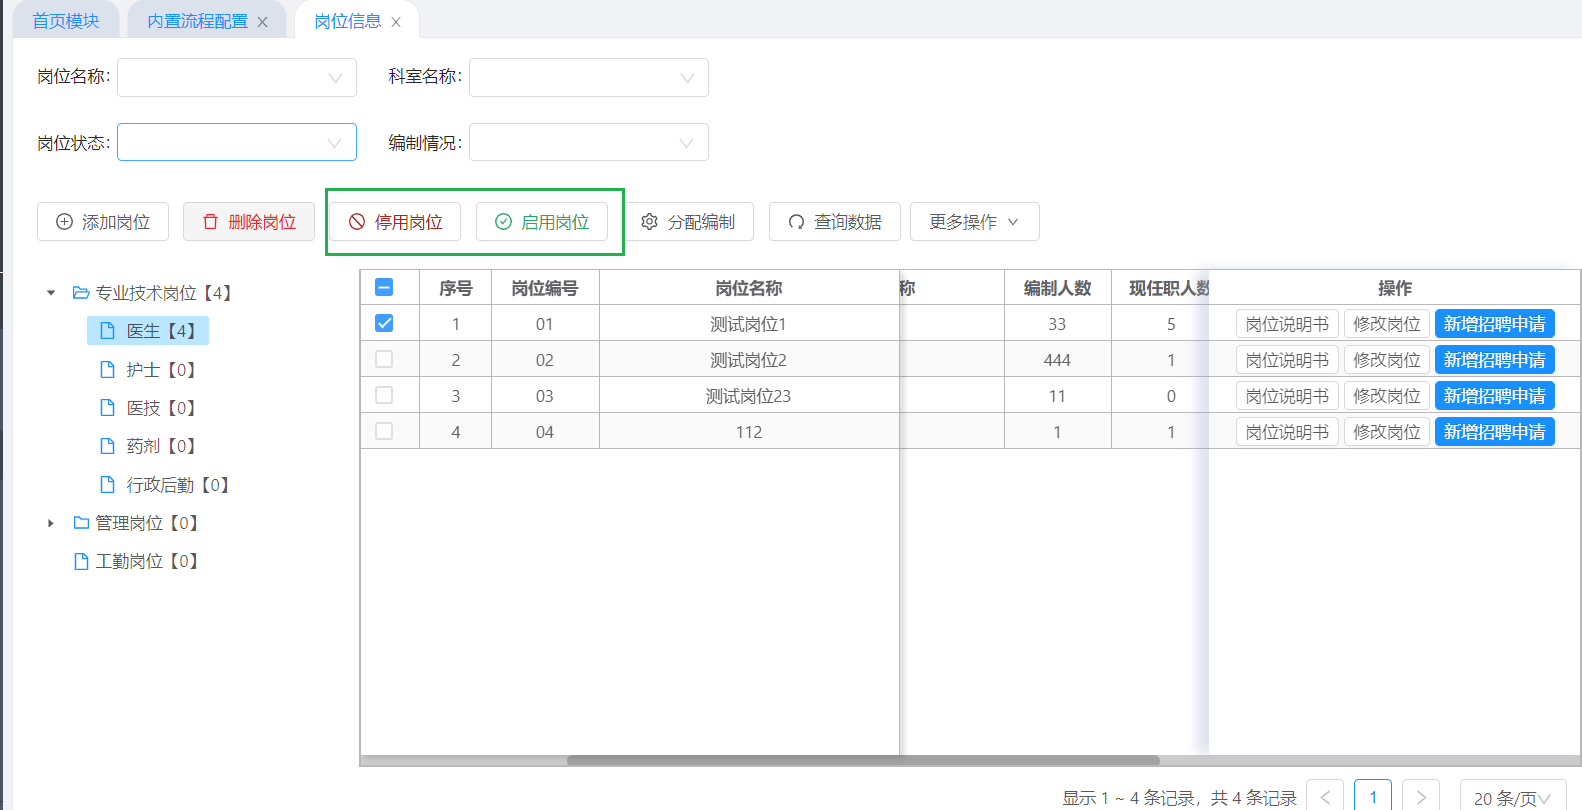 首页模块 内置流程配置 岗位信息
岗位名称: 科室名称:
岗位状态: 编制情况:
添加岗位 删除岗位 停用岗位 启用岗位 分配编制 查询数据 更多操作
专业技术岗位【4】
医生【4】
护士【0】
医技【0】
药剂【0】
行政后勤【0】
管理岗位【0】
工勤岗位【0】
序号 岗位编号 岗位名称 称 编制人数 现任职人数 操作
1 01 测试岗位1 33 5 岗位说明书 修改岗位 新增招聘申请
2 02 测试岗位2 444 1 岗位说明书 修改岗位 新增招聘申请
3 03 测试岗位23 11 0 岗位说明书 修改岗位 新增招聘申请
4 04 112 1 1 岗位说明书 修改岗位 新增招聘申请
显示 1 ~ 4 条记录，共 4 条记录 1 20 条/页